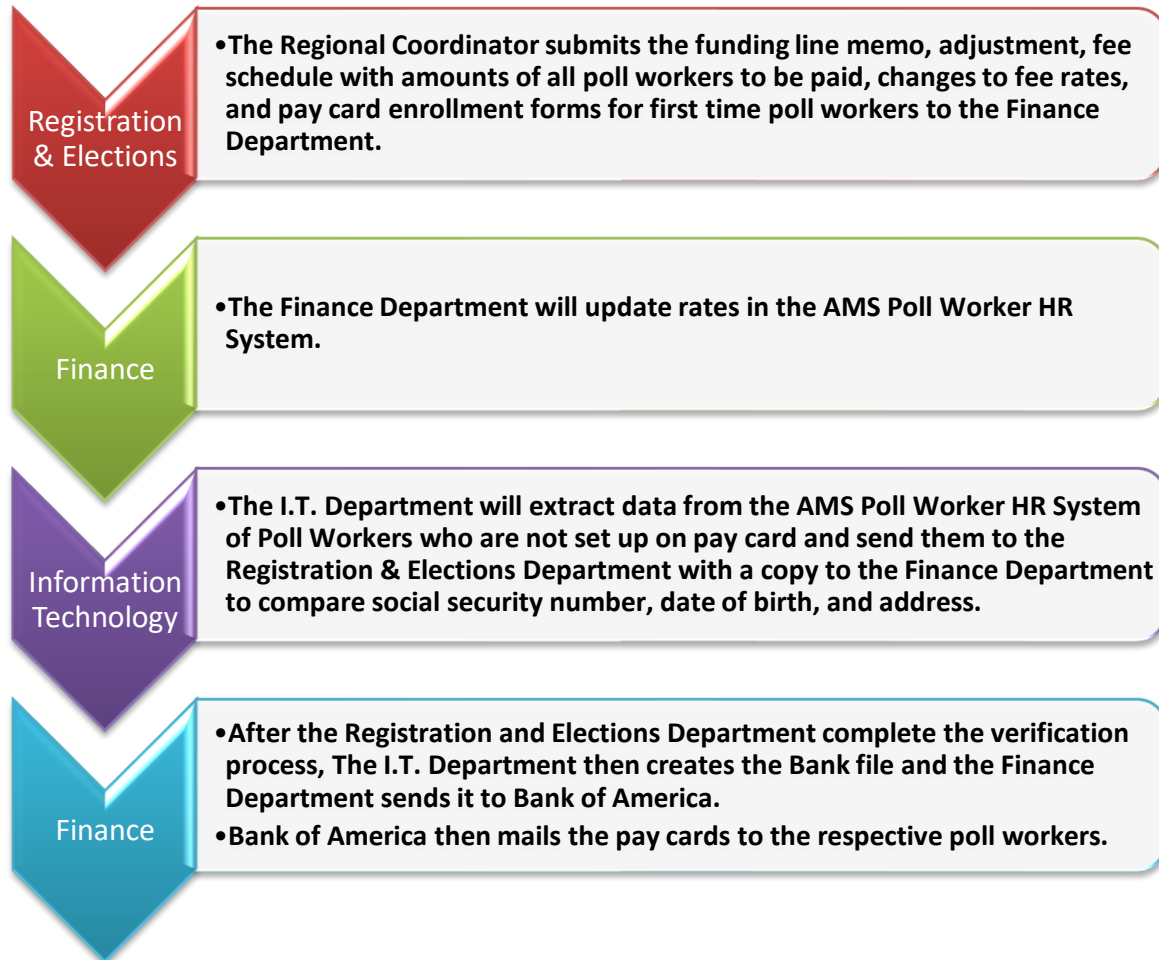 Registration
& Elections
•The Regional Coordinator submits the funding line memo, adjustment, fee
schedule with amounts of all poll workers to be paid, changes to fee rates,
and pay card enrollment forms for first time poll workers to the Finance
Department.
Finance
•The Finance Department will update rates in the AMS Poll Worker HR
System.
Information
Technology
•The I.T. Department will extract data from the AMS Poll Worker HR System
of Poll Workers who are not set up on pay card and send them to the
Registration & Elections Department with a copy to the Finance Department
to compare social security number, date of birth, and address.
Finance
•After the Registration and Elections Department complete the verification
process, The I.T. Department then creates the Bank file and the Finance
Department sends it to Bank of America.
•Bank of America then mails the pay cards to the respective poll workers.